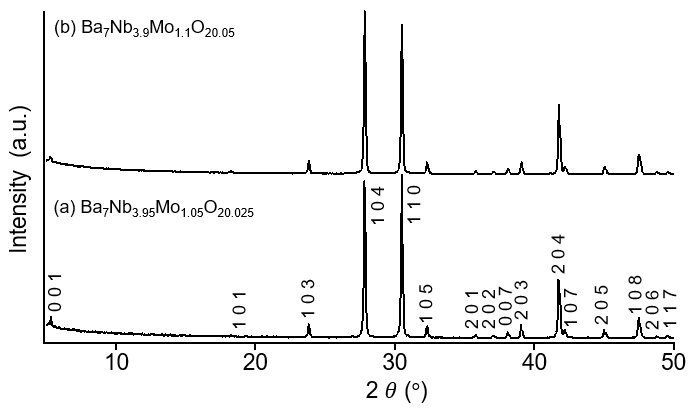 (b) Ba7Nb3.9Mo1.1O20.05
Intensity (a.u.)
(a) Ba7Nb3.95Mo1.05O20.025
0 0 1
1 0 1
1 0 3
1 0 4
1 1 0
1 0 5
2 0 1
2 0 2
0 0 7
2 0 3
2 0 4
1 0 7
2 0 5
1 0 8
2 0 6
1 1 7
10 20 30 40 50
2 θ (°)